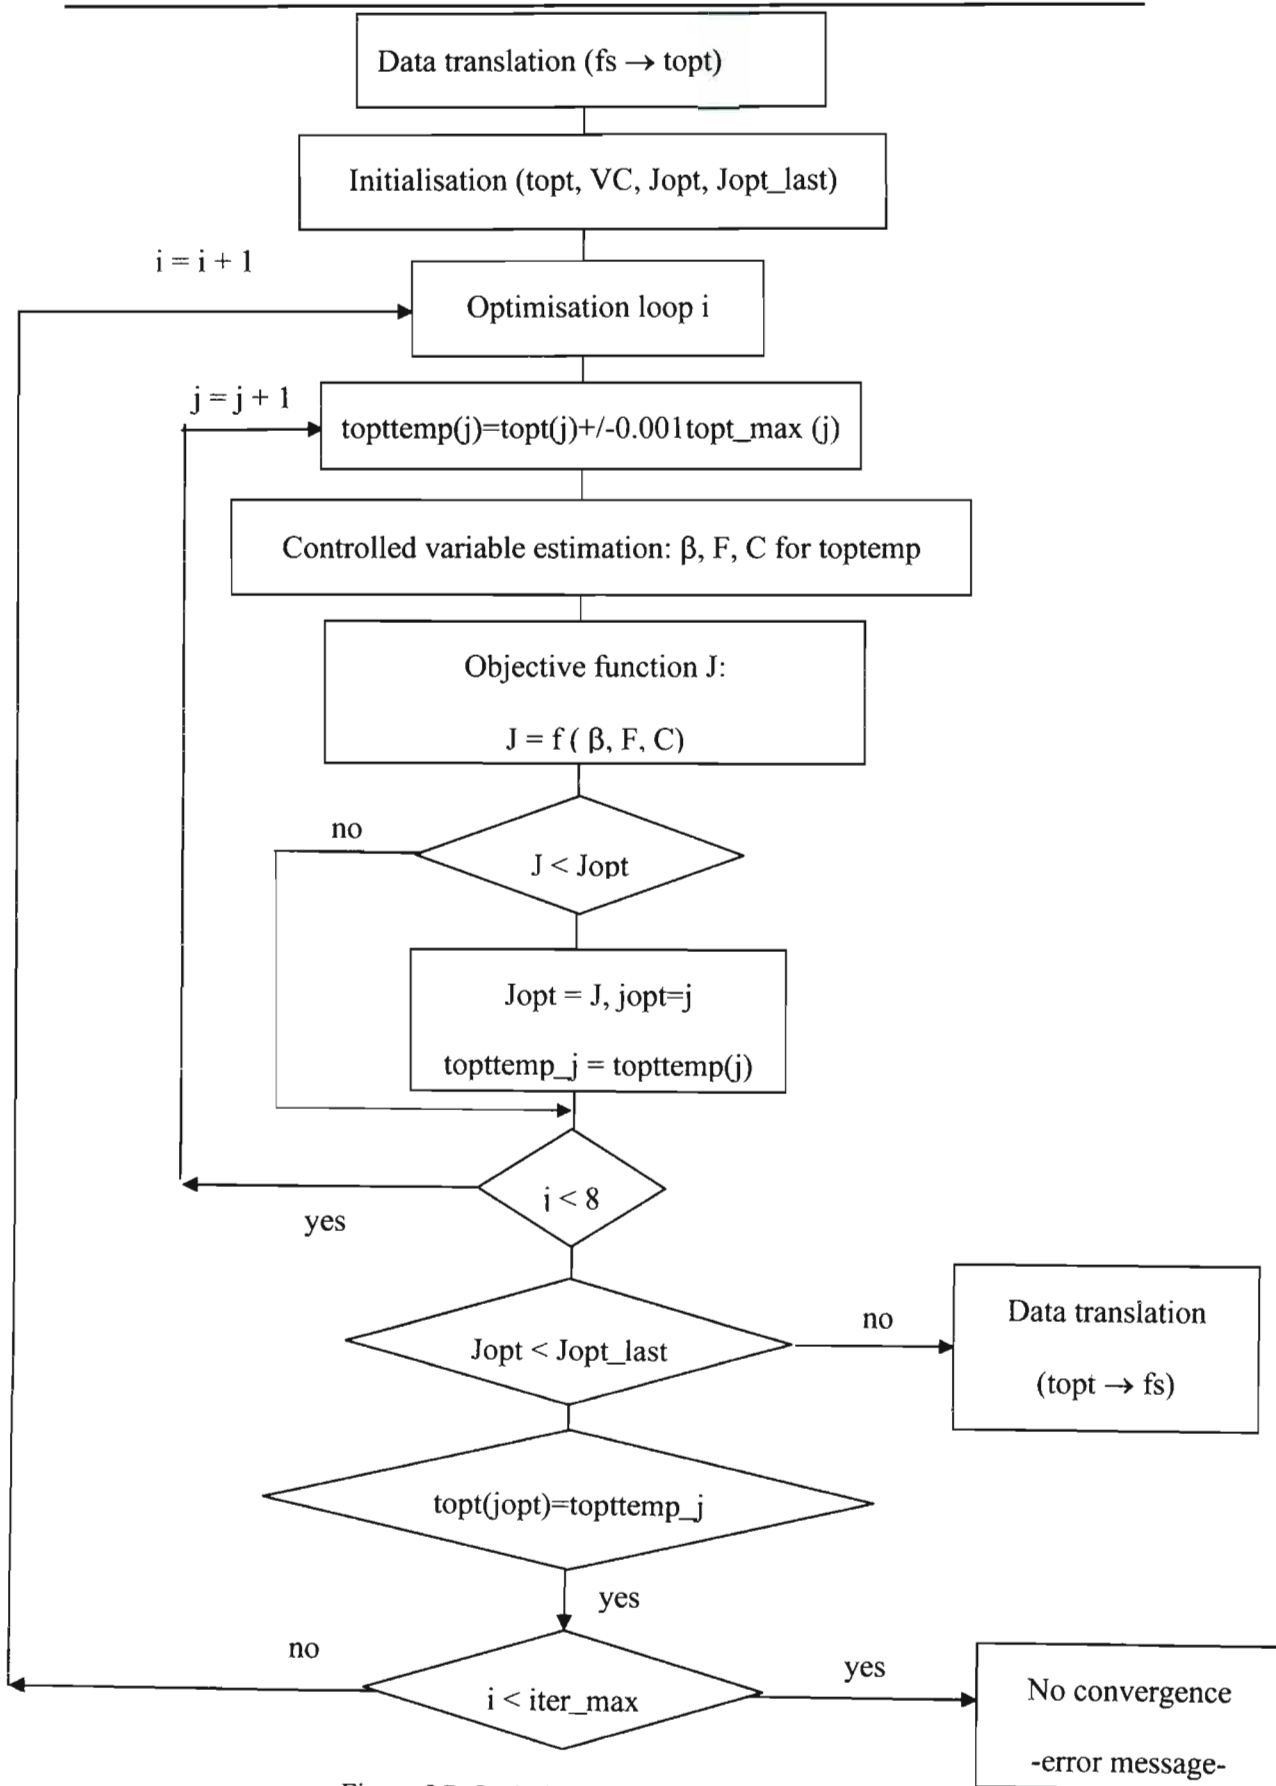 Data translation (fs → topt)
Initialisation (topt, VC, Jopt, Jopt_last)
i = i + 1
Optimisation loop i
j = j + 1
topttemp(j)=topt(j)+/-0.001topt_max (j)
Controlled variable estimation: β, F, C for toptemp
Objective function J:
J = f ( β, F, C)
no
J < Jopt
Jopt = J, jopt=j
topttemp_j = topttemp(j)
j < 8
yes
Jopt < Jopt_last
no
Data translation
(topt → fs)
topt(jopt)=topttemp_j
yes
no
i < iter_max
yes
No convergence
-error message-